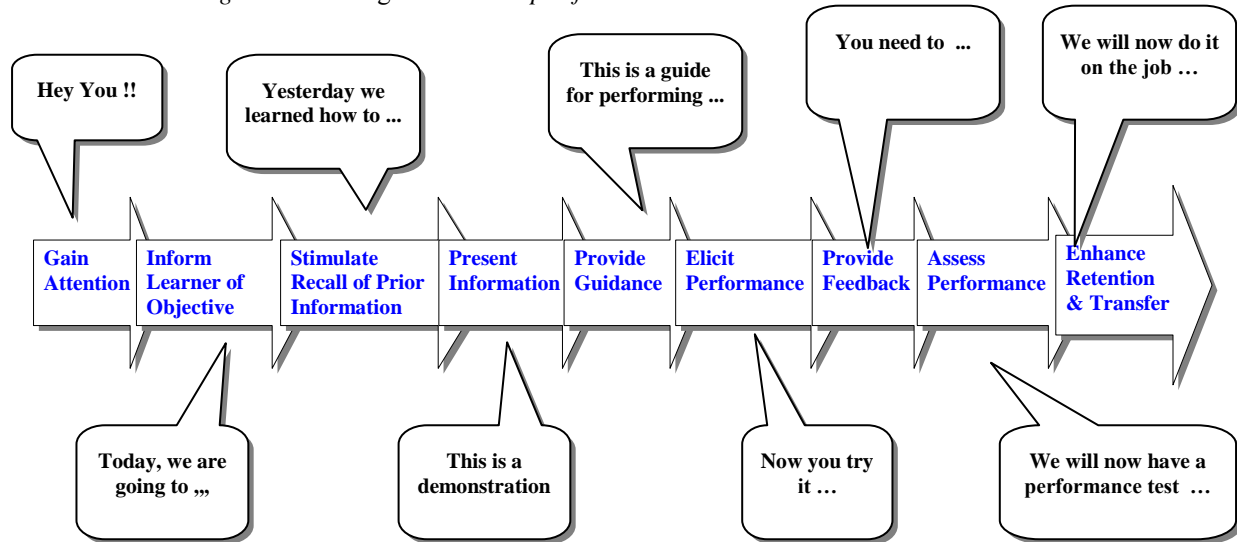 Hey You !!
Yesterday we
learned how to ...
This is a guide
for performing ...
You need to ...
We will now do it
on the job …
Gain
Attention
Inform
Learner of
Objective
Stimulate
Recall of Prior
Information
Present
Information
Provide
Guidance
Elicit
Performance
Provide
Feedback
Assess
Performance
Enhance
Retention
& Transfer
Today, we are
going to ,,,
This is a
demonstration
Now you try
it …
We will now have a
performance test …